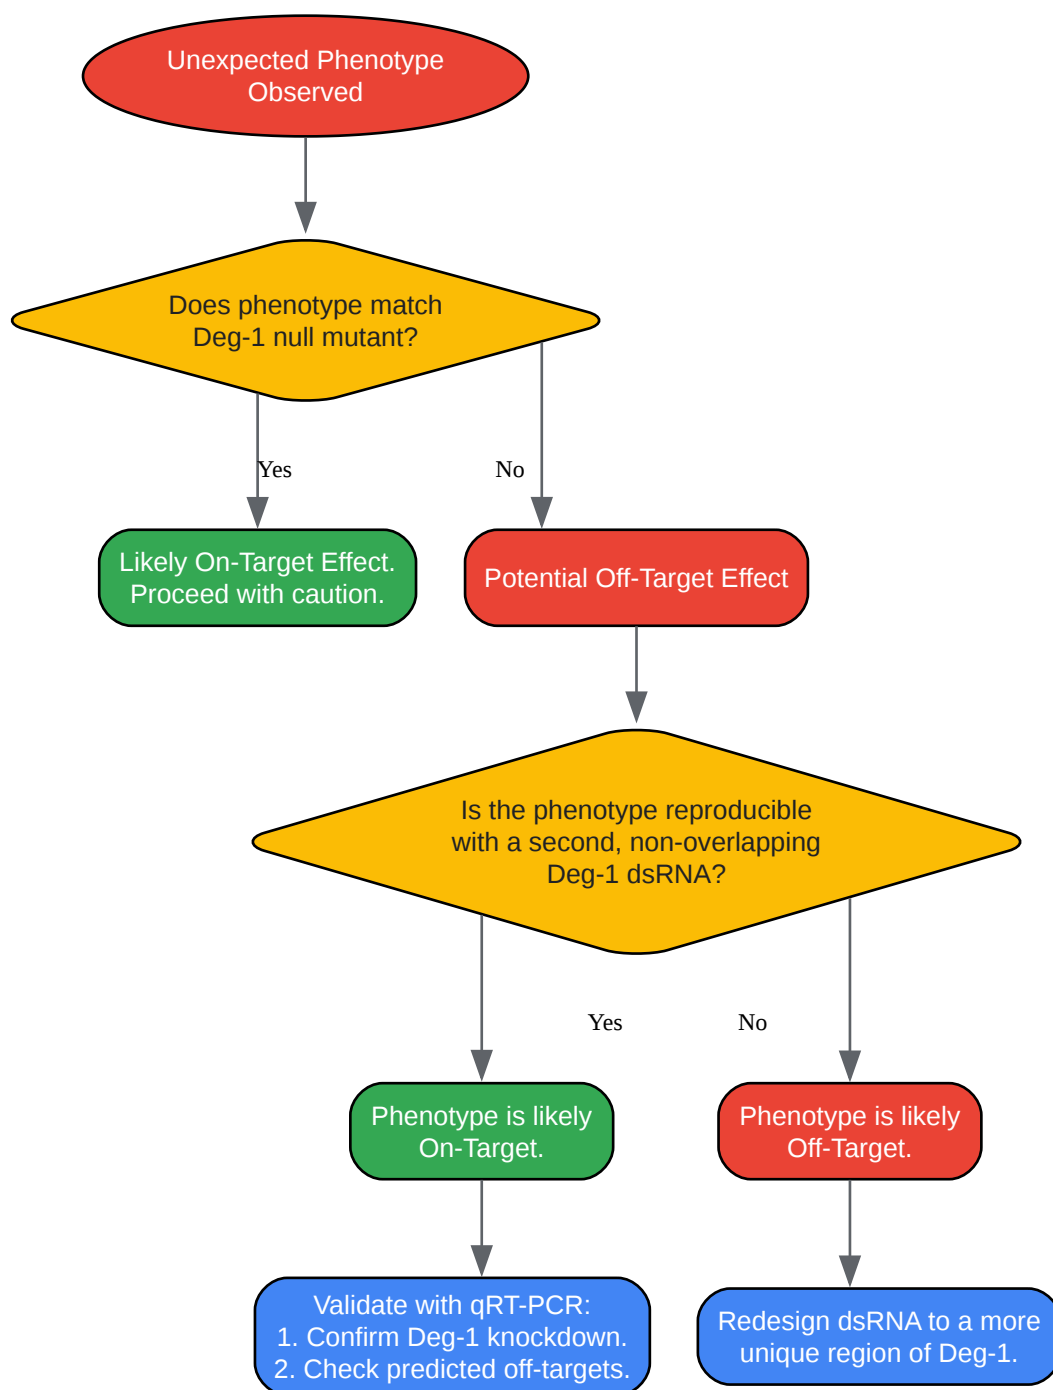 Unexpected Phenotype
Observed
Does phenotype match
Deg-1 null mutant?
Yes
No
Likely On-Target Effect.
Proceed with caution.
Potential Off-Target Effect
Is the phenotype reproducible
with a second, non-overlapping
Deg-1 dsRNA?
Yes
No
Phenotype is likely
On-Target.
Phenotype is likely
Off-Target.
Validate with qRT-PCR:
1. Confirm Deg-1 knockdown.
2. Check predicted off-targets.
Redesign dsRNA to a more
unique region of Deg-1.